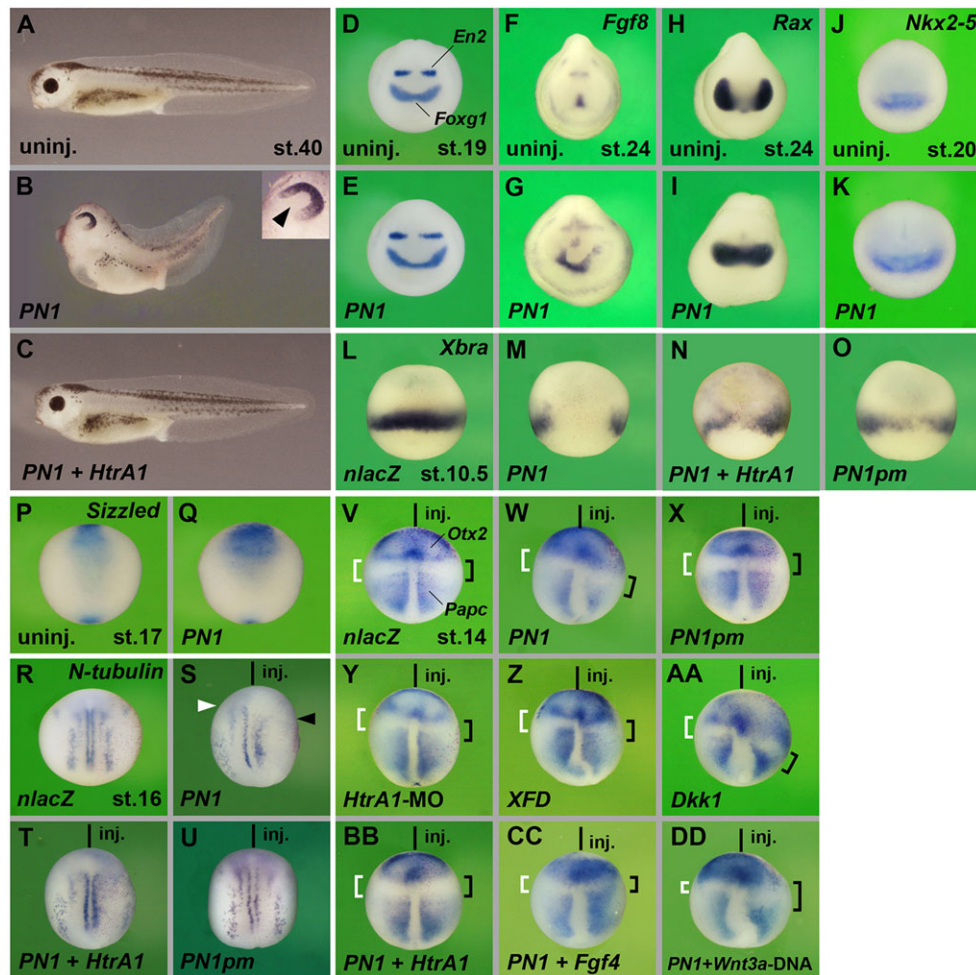 A
uninj. st.40
B
PN1
C
PN1 + HtrA1
D
En2
Foxg1
uninj. st.19
F
Fgf8
uninj. st.24
H
Rax
uninj. st.24
J
Nkx2-5
uninj. st.20
E
PN1
G
PN1
I
PN1
K
PN1
L
Xbra
nlacZ st.10.5
M
PN1
N
PN1 + HtrA1
O
PN1pm
P
Sizzled
uninj. st.17
Q
PN1
V
inj.
Otx2
Papc
nlacZ st.14
W
inj.
PN1
X
inj.
PN1pm
R
N-tubulin
nlacZ st.16
S
inj.
PN1
Y
inj.
HtrA1-MO
Z
inj.
XFD
AA
inj.
Dkk1
T
inj.
PN1 + HtrA1
U
inj.
PN1pm
BB
inj.
PN1 + HtrA1
CC
inj.
PN1 + Fgf4
DD
inj.
PN1+Wnt3a-DNA